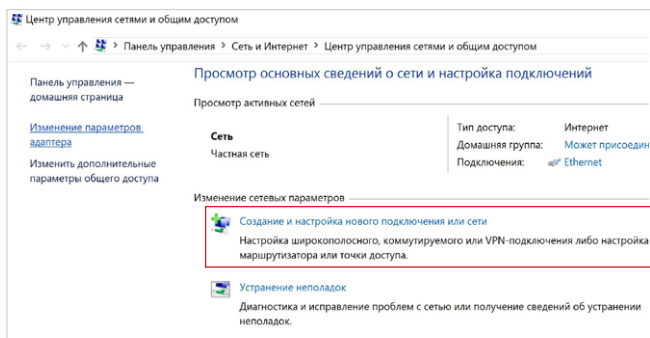 Центр управления сетями и общим доступом
Панель управления > Сеть и Интернет > Центр управления сетями и общим доступом
Панель управления —
домашняя страница
Изменение параметров
адаптера
Изменить дополнительные
параметры общего доступа
Просмотр основных сведений о сети и настройка подключений
Просмотр активных сетей
Сеть
Частная сеть
Тип доступа: Интернет
Домашняя группа: Может присоедин
Подключения: Ethernet
Изменение сетевых параметров
Создание и настройка нового подключения или сети
Настройка широкополосного, коммутируемого или VPN-подключения либо настройка
маршрутизатора или точки доступа.
Устранение неполадок
Диагностика и исправление проблем с сетью или получение сведений об устранении
неполадок.